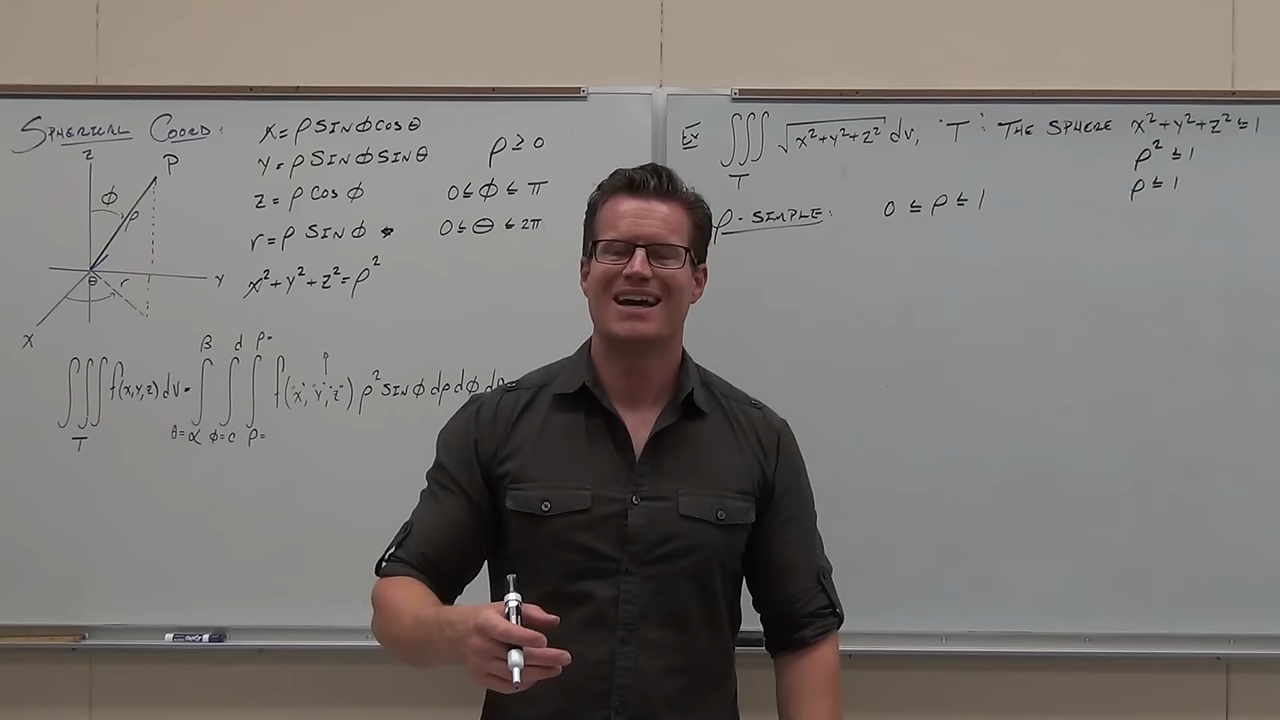 SPHERICAL COORD:
Z
P
φ
ρ
θ
r
Y
X
x = ρ SIN φ COS θ
y = ρ SIN φ SIN θ
z = ρ COS φ
r = ρ SIN φ
x² + y² + z² = ρ²
ρ ≥ 0
0 ≤ φ ≤ π
0 ≤ θ ≤ 2π
∭_T f(x,y,z) dv = ∫_{θ=α}^{β} ∫_{φ=c}^{d} ∫_{ρ=}^{ρ=} f("x","y","z") ρ² SIN φ dρ dφ dθ
EX ∭_T √(x²+y²+z²) dv, "T": THE SPHERE x²+y²+z² ≤ 1
ρ² ≤ 1
ρ ≤ 1
ρ-SIMPLE: 0 ≤ ρ ≤ 1